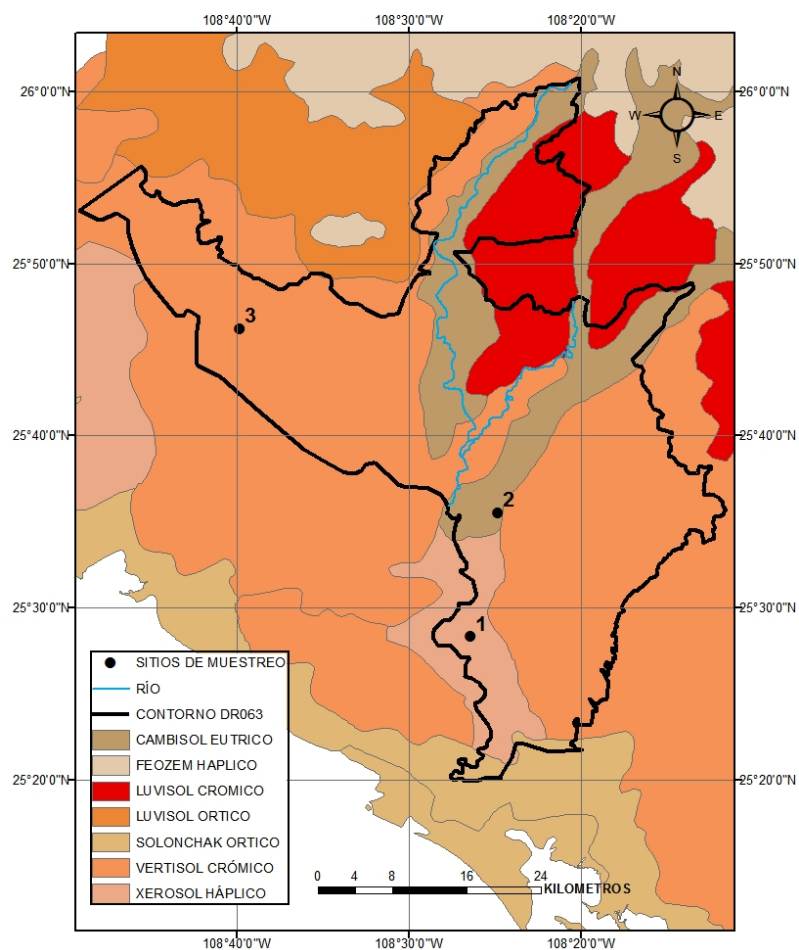 108°40'0"W 108°30'0"W 108°20'0"W
26°0'0"N 26°0'0"N
N
W E
S
25°50'0"N 25°50'0"N
3
25°40'0"N 25°40'0"N
2
25°30'0"N 25°30'0"N
1
SITIOS DE MUESTREO
RÍO
CONTORNO DR063
CAMBISOL EUTRICO
FEOZEM HAPLICO
LUVISOL CROMICO
LUVISOL ORTICO
SOLONCHAK ORTICO
VERTISOL CRÓMICO
XEROSOL HÁPLICO
25°20'0"N 25°20'0"N
0 4 8 16 24
KILOMETROS
108°40'0"W 108°30'0"W 108°20'0"W